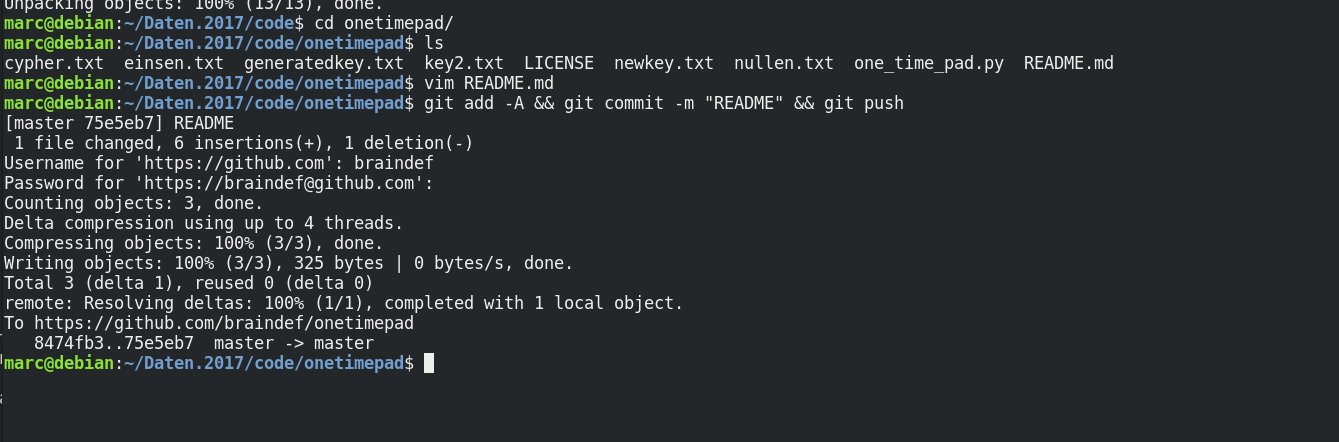 Unpacking objects: 100% (13/13), done.
marc@debian:~/Daten.2017/code$ cd onetimepad/
marc@debian:~/Daten.2017/code/onetimepad$ ls
cypher.txt  einsen.txt  generatedkey.txt  key2.txt  LICENSE  newkey.txt  nullen.txt  one_time_pad.py  README.md
marc@debian:~/Daten.2017/code/onetimepad$ vim README.md
marc@debian:~/Daten.2017/code/onetimepad$ git add -A && git commit -m "README" && git push
[master 75e5eb7] README
 1 file changed, 6 insertions(+), 1 deletion(-)
Username for 'https://github.com': braindef
Password for 'https://braindef@github.com':
Counting objects: 3, done.
Delta compression using up to 4 threads.
Compressing objects: 100% (3/3), done.
Writing objects: 100% (3/3), 325 bytes | 0 bytes/s, done.
Total 3 (delta 1), reused 0 (delta 0)
remote: Resolving deltas: 100% (1/1), completed with 1 local object.
To https://github.com/braindef/onetimepad
   8474fb3..75e5eb7  master -> master
marc@debian:~/Daten.2017/code/onetimepad$